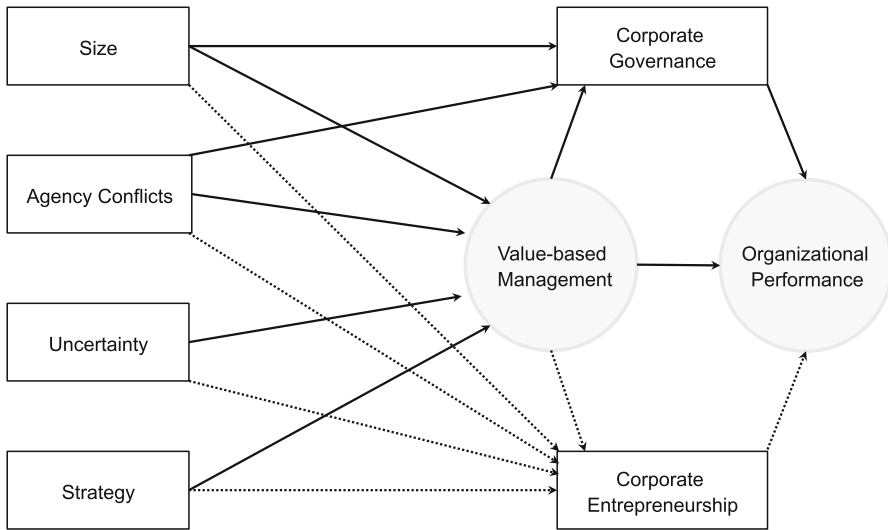 Size
Corporate
Governance
Agency Conflicts
Value-based
Management
Organizational
Performance
Uncertainty
Strategy
Corporate
Entrepreneurship